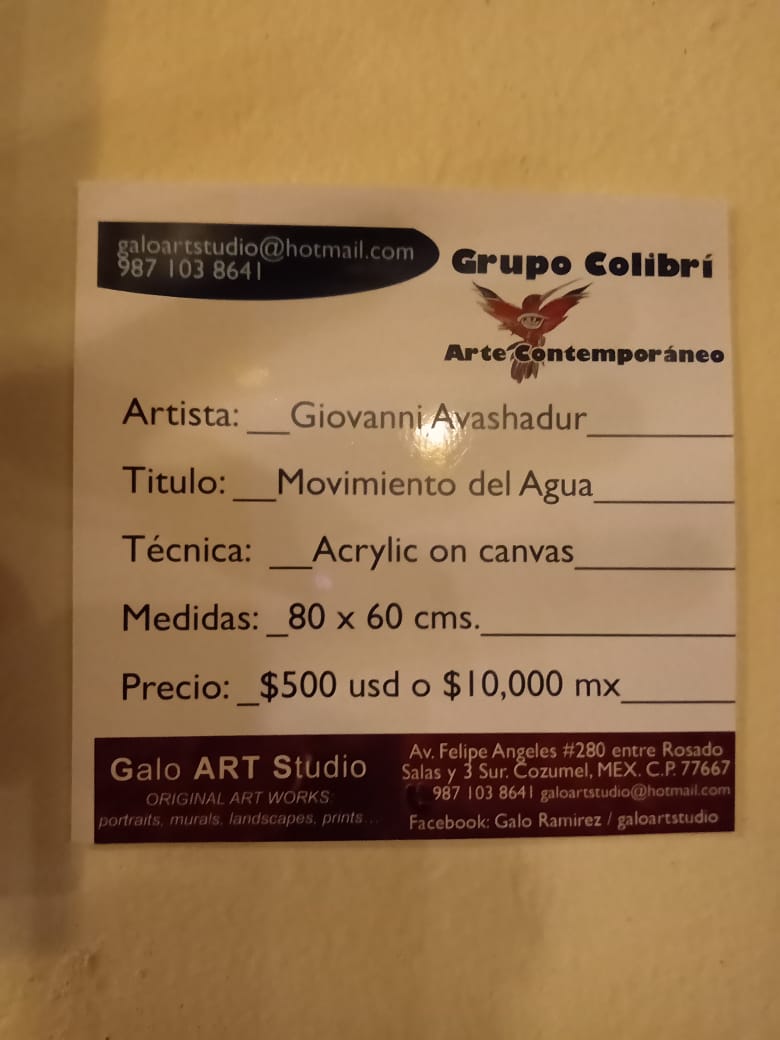 galoartstudio@hotmail.com
987 103 8641
Grupo Colibrí
Arte Contemporáneo
Artista: __Giovanni Avashadur________
Titulo: __Movimiento del Agua________
Técnica: __Acrylic on canvas_________
Medidas: _80 x 60 cms._______________
Precio: _$500 usd o $10,000 mx______
Galo ART Studio
ORIGINAL ART WORKS:
portraits, murals, landscapes, prints...
Av. Felipe Angeles #280 entre Rosado
Salas y 3 Sur. Cozumel, MEX. C.P. 77667
987 103 8641 galoartstudio@hotmail.com
Facebook: Galo Ramirez / galoartstudio